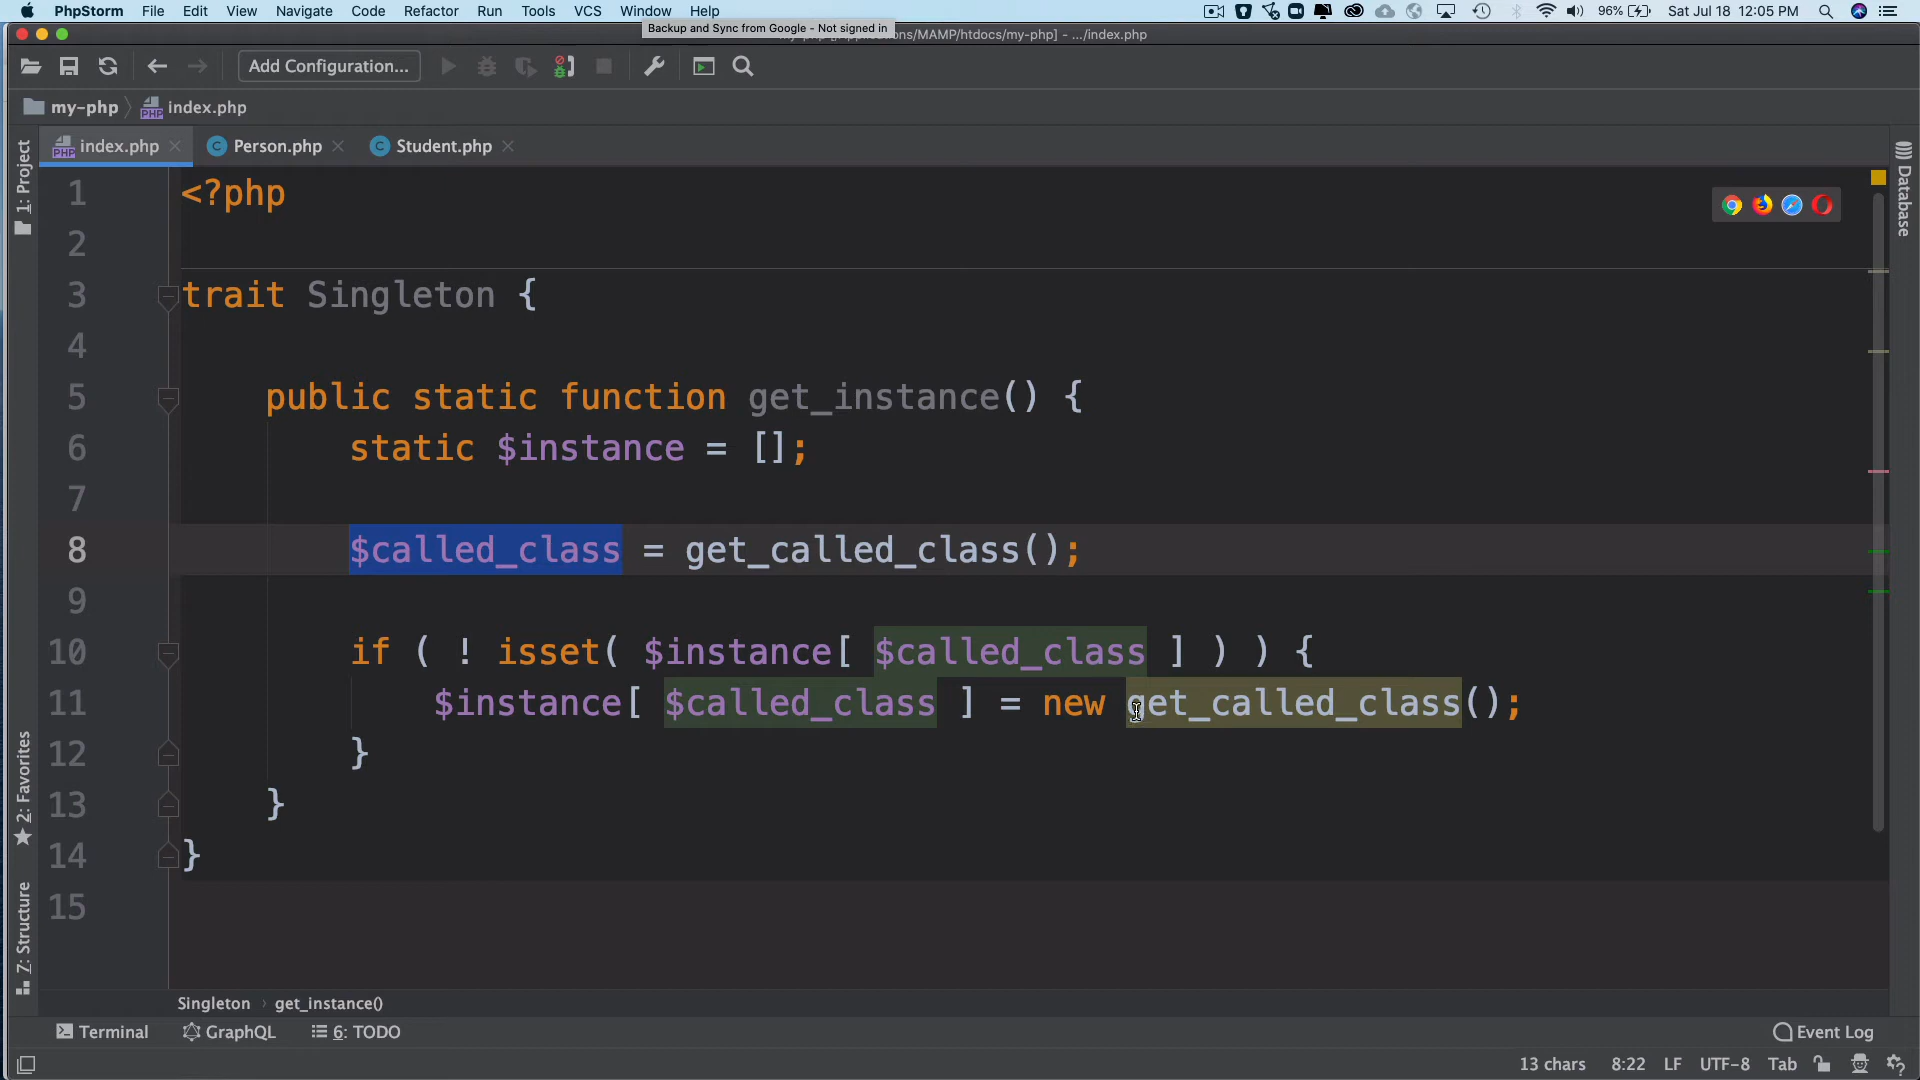 PhpStorm File Edit View Navigate Code Refactor Run Tools VCS Window Help 96% Sat Jul 18 12:05 PM
Backup and Sync from Google - Not signed in
/MAMP/htdocs/my-php] - .../index.php
Add Configuration...
my-php index.php
index.php Person.php Student.php
1: Project
Database
1 <?php
2
3 trait Singleton {
4
5 public static function get_instance() {
6 static $instance = [];
7
8 $called_class = get_called_class();
9
10 if ( ! isset( $instance[ $called_class ] ) ) {
11 $instance[ $called_class ] = new get_called_class();
12 }
13 }
14 }
15
2: Favorites
Z: Structure
Singleton › get_instance()
Terminal GraphQL 6: TODO Event Log
13 chars 8:22 LF UTF-8 Tab